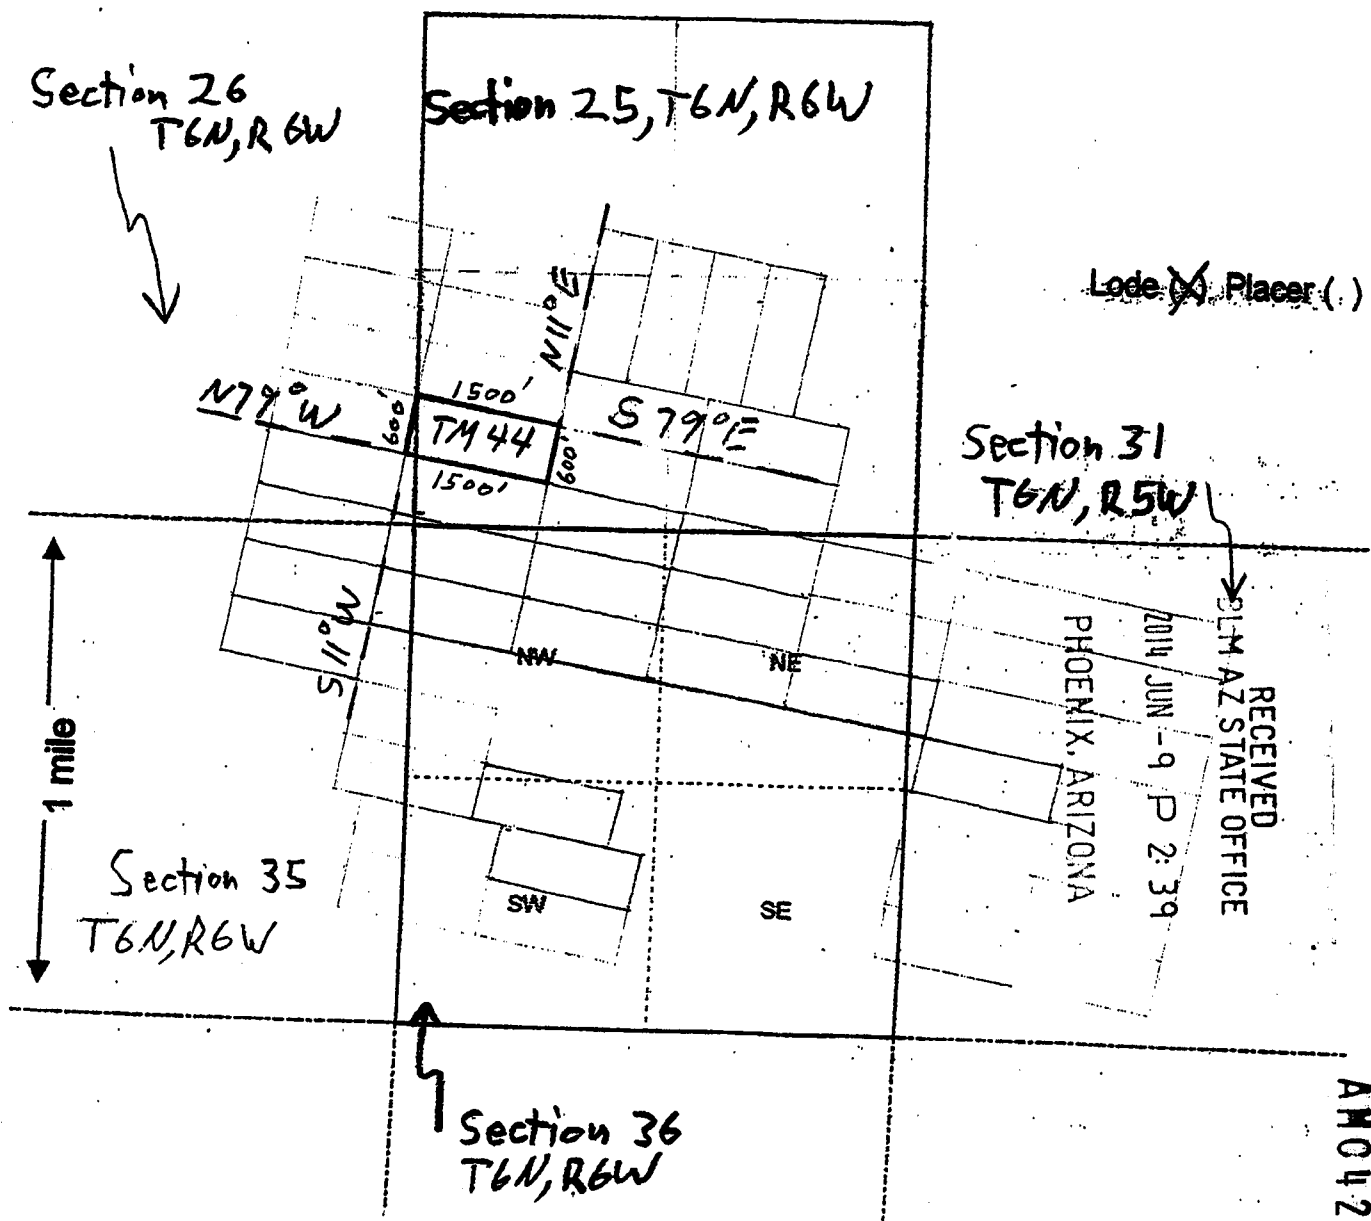 Section 26
T6N, R6W
Section 25, T6N, R6W
Lode (X) Placer ( )
N11°E
N79°W
600'
1500'
TM 44
1500'
600'
S 79°E
Section 31
T6N, R5W
S 11°W
NW
NE
1 mile
RECEIVED
BLM AZ STATE OFFICE
2014 JUN -9 P 2:39
PHOENIX, ARIZONA
Section 35
T6N, R6W
SW
SE
Section 36
T6N, R6W
AMC42